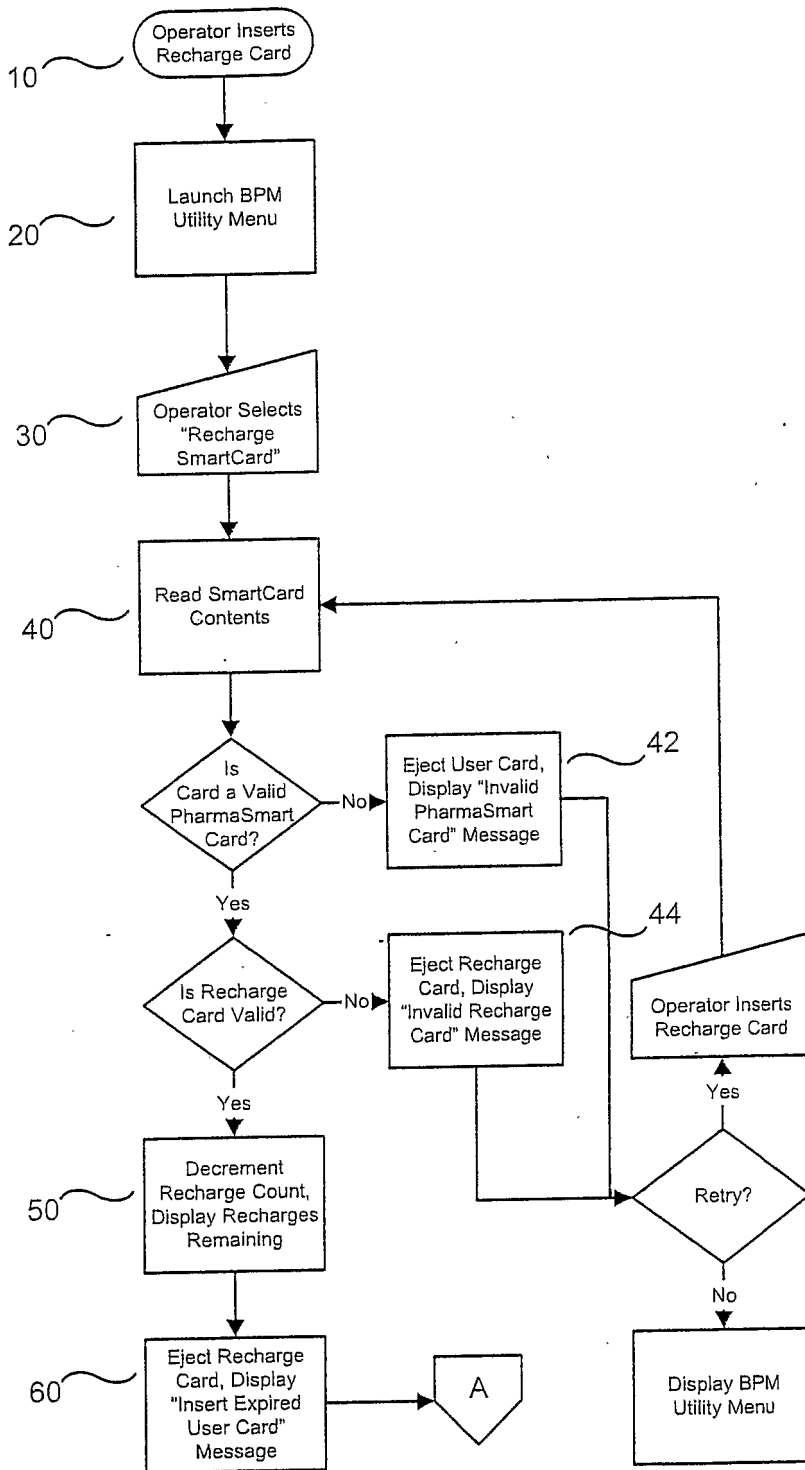 Operator Inserts
Recharge Card
10
Launch BPM
Utility Menu
20
Operator Selects
"Recharge
SmartCard"
30
Read SmartCard
Contents
40
Is
Card a Valid
PharmaSmart
Card?
No
Eject User Card,
Display "Invalid
PharmaSmart
Card" Message
42
Yes
Is Recharge
Card Valid?
No
Eject Recharge
Card, Display
"Invalid Recharge
Card" Message
44
Operator Inserts
Recharge Card
Yes
Yes
Decrement
Recharge Count,
Display Recharges
Remaining
50
Retry?
No
Eject Recharge
Card, Display
"Insert Expired
User Card"
Message
60
A
Display BPM
Utility Menu